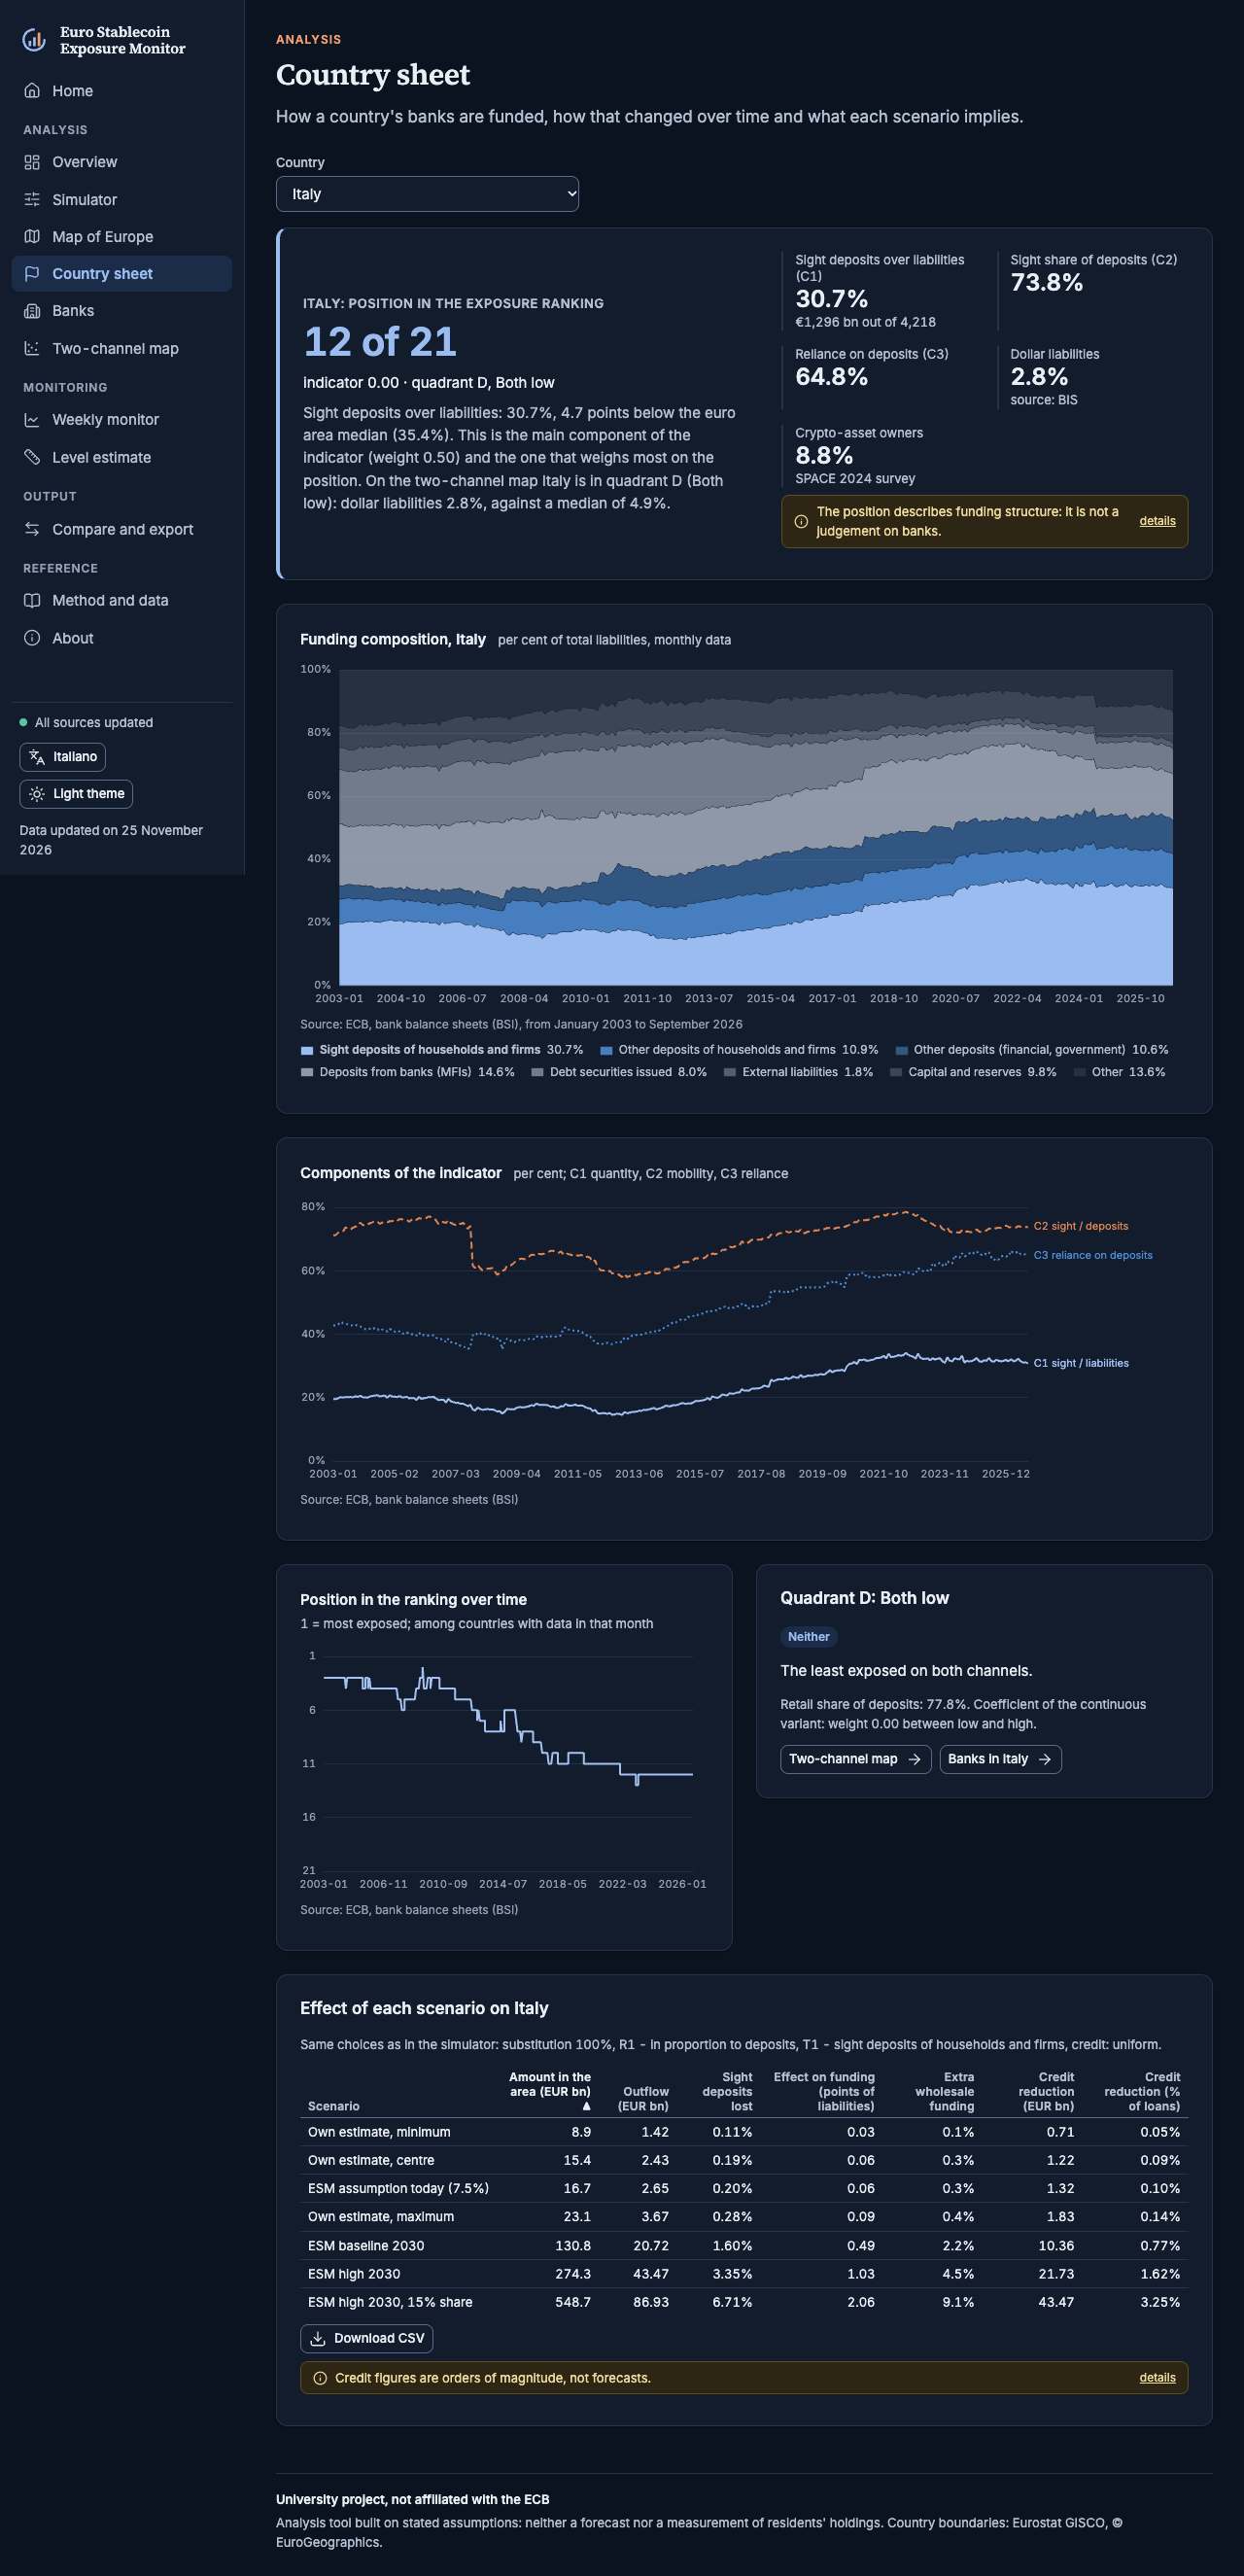 Euro Stablecoin
Exposure Monitor
Home
ANALYSIS
Overview
Simulator
Map of Europe
Country sheet
Banks
Two-channel map
MONITORING
Weekly monitor
Level estimate
OUTPUT
Compare and export
REFERENCE
Method and data
About
All sources updated
Italiano
Light theme
Data updated on 25 November
2026
ANALYSIS
Country sheet
How a country's banks are funded, how that changed over time and what each scenario implies.
Country
Italy
ITALY: POSITION IN THE EXPOSURE RANKING
12 of 21
indicator 0.00 · quadrant D, Both low
Sight deposits over liabilities: 30.7%, 4.7 points below the euro
area median (35.4%). This is the main component of the
indicator (weight 0.50) and the one that weighs most on the
position. On the two-channel map Italy is in quadrant D (Both
low): dollar liabilities 2.8%, against a median of 4.9%.
Sight deposits over liabilities
(C1)
30.7%
€1,296 bn out of 4,218
Sight share of deposits (C2)
73.8%
Reliance on deposits (C3)
64.8%
Dollar liabilities
2.8%
source: BIS
Crypto-asset owners
8.8%
SPACE 2024 survey
The position describes funding structure: it is not a
judgement on banks.
details
Funding composition, Italy per cent of total liabilities, monthly data
100%
80%
60%
40%
20%
0%
2003-01 2004-10 2006-07 2008-04 2010-01 2011-10 2013-07 2015-04 2017-01 2018-10 2020-07 2022-04 2024-01 2025-10
Source: ECB, bank balance sheets (BSI), from January 2003 to September 2026
Sight deposits of households and firms 30.7% Other deposits of households and firms 10.9% Other deposits (financial, government) 10.6%
Deposits from banks (MFIs) 14.6% Debt securities issued 8.0% External liabilities 1.8% Capital and reserves 9.8% Other 13.6%
Components of the indicator per cent; C1 quantity, C2 mobility, C3 reliance
80%
60%
40%
20%
0%
C2 sight / deposits
C3 reliance on deposits
C1 sight / liabilities
2003-01 2005-02 2007-03 2009-04 2011-05 2013-06 2015-07 2017-08 2019-09 2021-10 2023-11 2025-12
Source: ECB, bank balance sheets (BSI)
Position in the ranking over time
1 = most exposed; among countries with data in that month
1
6
11
16
21
2003-01 2006-11 2010-09 2014-07 2018-05 2022-03 2026-01
Source: ECB, bank balance sheets (BSI)
Quadrant D: Both low
Neither
The least exposed on both channels.
Retail share of deposits: 77.8%. Coefficient of the continuous
variant: weight 0.00 between low and high.
Two-channel map →
Banks in Italy →
Effect of each scenario on Italy
Same choices as in the simulator: substitution 100%, R1 - in proportion to deposits, T1 - sight deposits of households and firms, credit: uniform.
Scenario Amount in the area (EUR bn) ▲ Outflow (EUR bn) Sight deposits lost Effect on funding (points of liabilities) Extra wholesale funding Credit reduction (EUR bn) Credit reduction (% of loans)
Own estimate, minimum 8.9 1.42 0.11% 0.03 0.1% 0.71 0.05%
Own estimate, centre 15.4 2.43 0.19% 0.06 0.3% 1.22 0.09%
ESM assumption today (7.5%) 16.7 2.65 0.20% 0.06 0.3% 1.32 0.10%
Own estimate, maximum 23.1 3.67 0.28% 0.09 0.4% 1.83 0.14%
ESM baseline 2030 130.8 20.72 1.60% 0.49 2.2% 10.36 0.77%
ESM high 2030 274.3 43.47 3.35% 1.03 4.5% 21.73 1.62%
ESM high 2030, 15% share 548.7 86.93 6.71% 2.06 9.1% 43.47 3.25%
Download CSV
Credit figures are orders of magnitude, not forecasts.
details
University project, not affiliated with the ECB
Analysis tool built on stated assumptions: neither a forecast nor a measurement of residents' holdings. Country boundaries: Eurostat GISCO, ©
EuroGeographics.